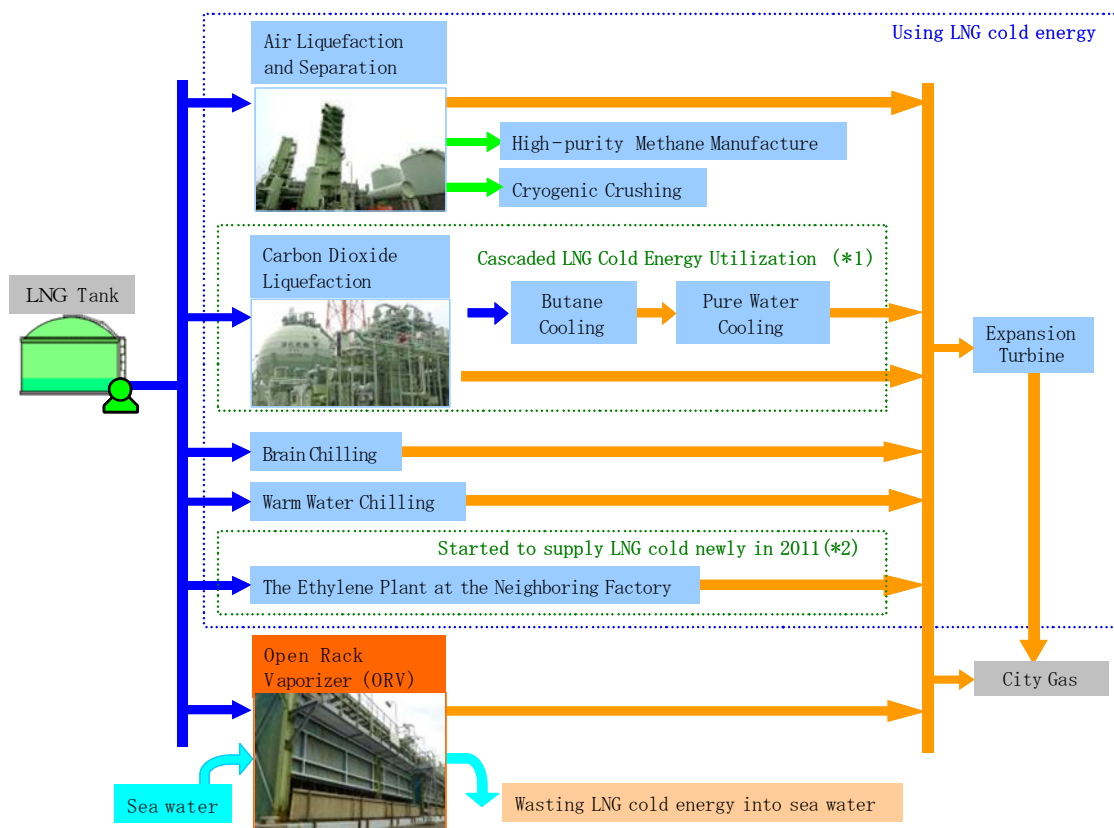 Using LNG cold energy
Air Liquefaction
and Separation
High-purity Methane Manufacture
Cryogenic Crushing
Carbon Dioxide
Liquefaction
Cascaded LNG Cold Energy Utilization (*1)
Butane
Cooling
Pure Water
Cooling
LNG Tank
Expansion
Turbine
Brain Chilling
Warm Water Chilling
Started to supply LNG cold newly in 2011(*2)
The Ethylene Plant at the Neighboring Factory
Open Rack
Vaporizer (ORV)
City Gas
Sea water
Wasting LNG cold energy into sea water